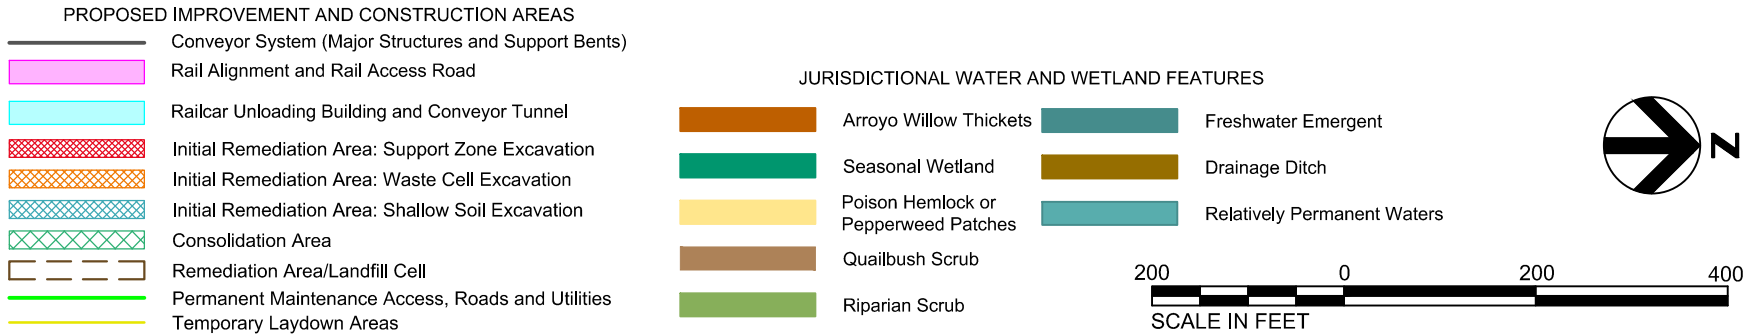 PROPOSED IMPROVEMENT AND CONSTRUCTION AREAS
Conveyor System (Major Structures and Support Bents)
Rail Alignment and Rail Access Road
Railcar Unloading Building and Conveyor Tunnel
Initial Remediation Area: Support Zone Excavation
Initial Remediation Area: Waste Cell Excavation
Initial Remediation Area: Shallow Soil Excavation
Consolidation Area
Remediation Area/Landfill Cell
Permanent Maintenance Access, Roads and Utilities
Temporary Laydown Areas
JURISDICTIONAL WATER AND WETLAND FEATURES
Arroyo Willow Thickets
Seasonal Wetland
Poison Hemlock or
Pepperweed Patches
Quailbush Scrub
Riparian Scrub
Freshwater Emergent
Drainage Ditch
Relatively Permanent Waters
N
200 0 200 400
SCALE IN FEET